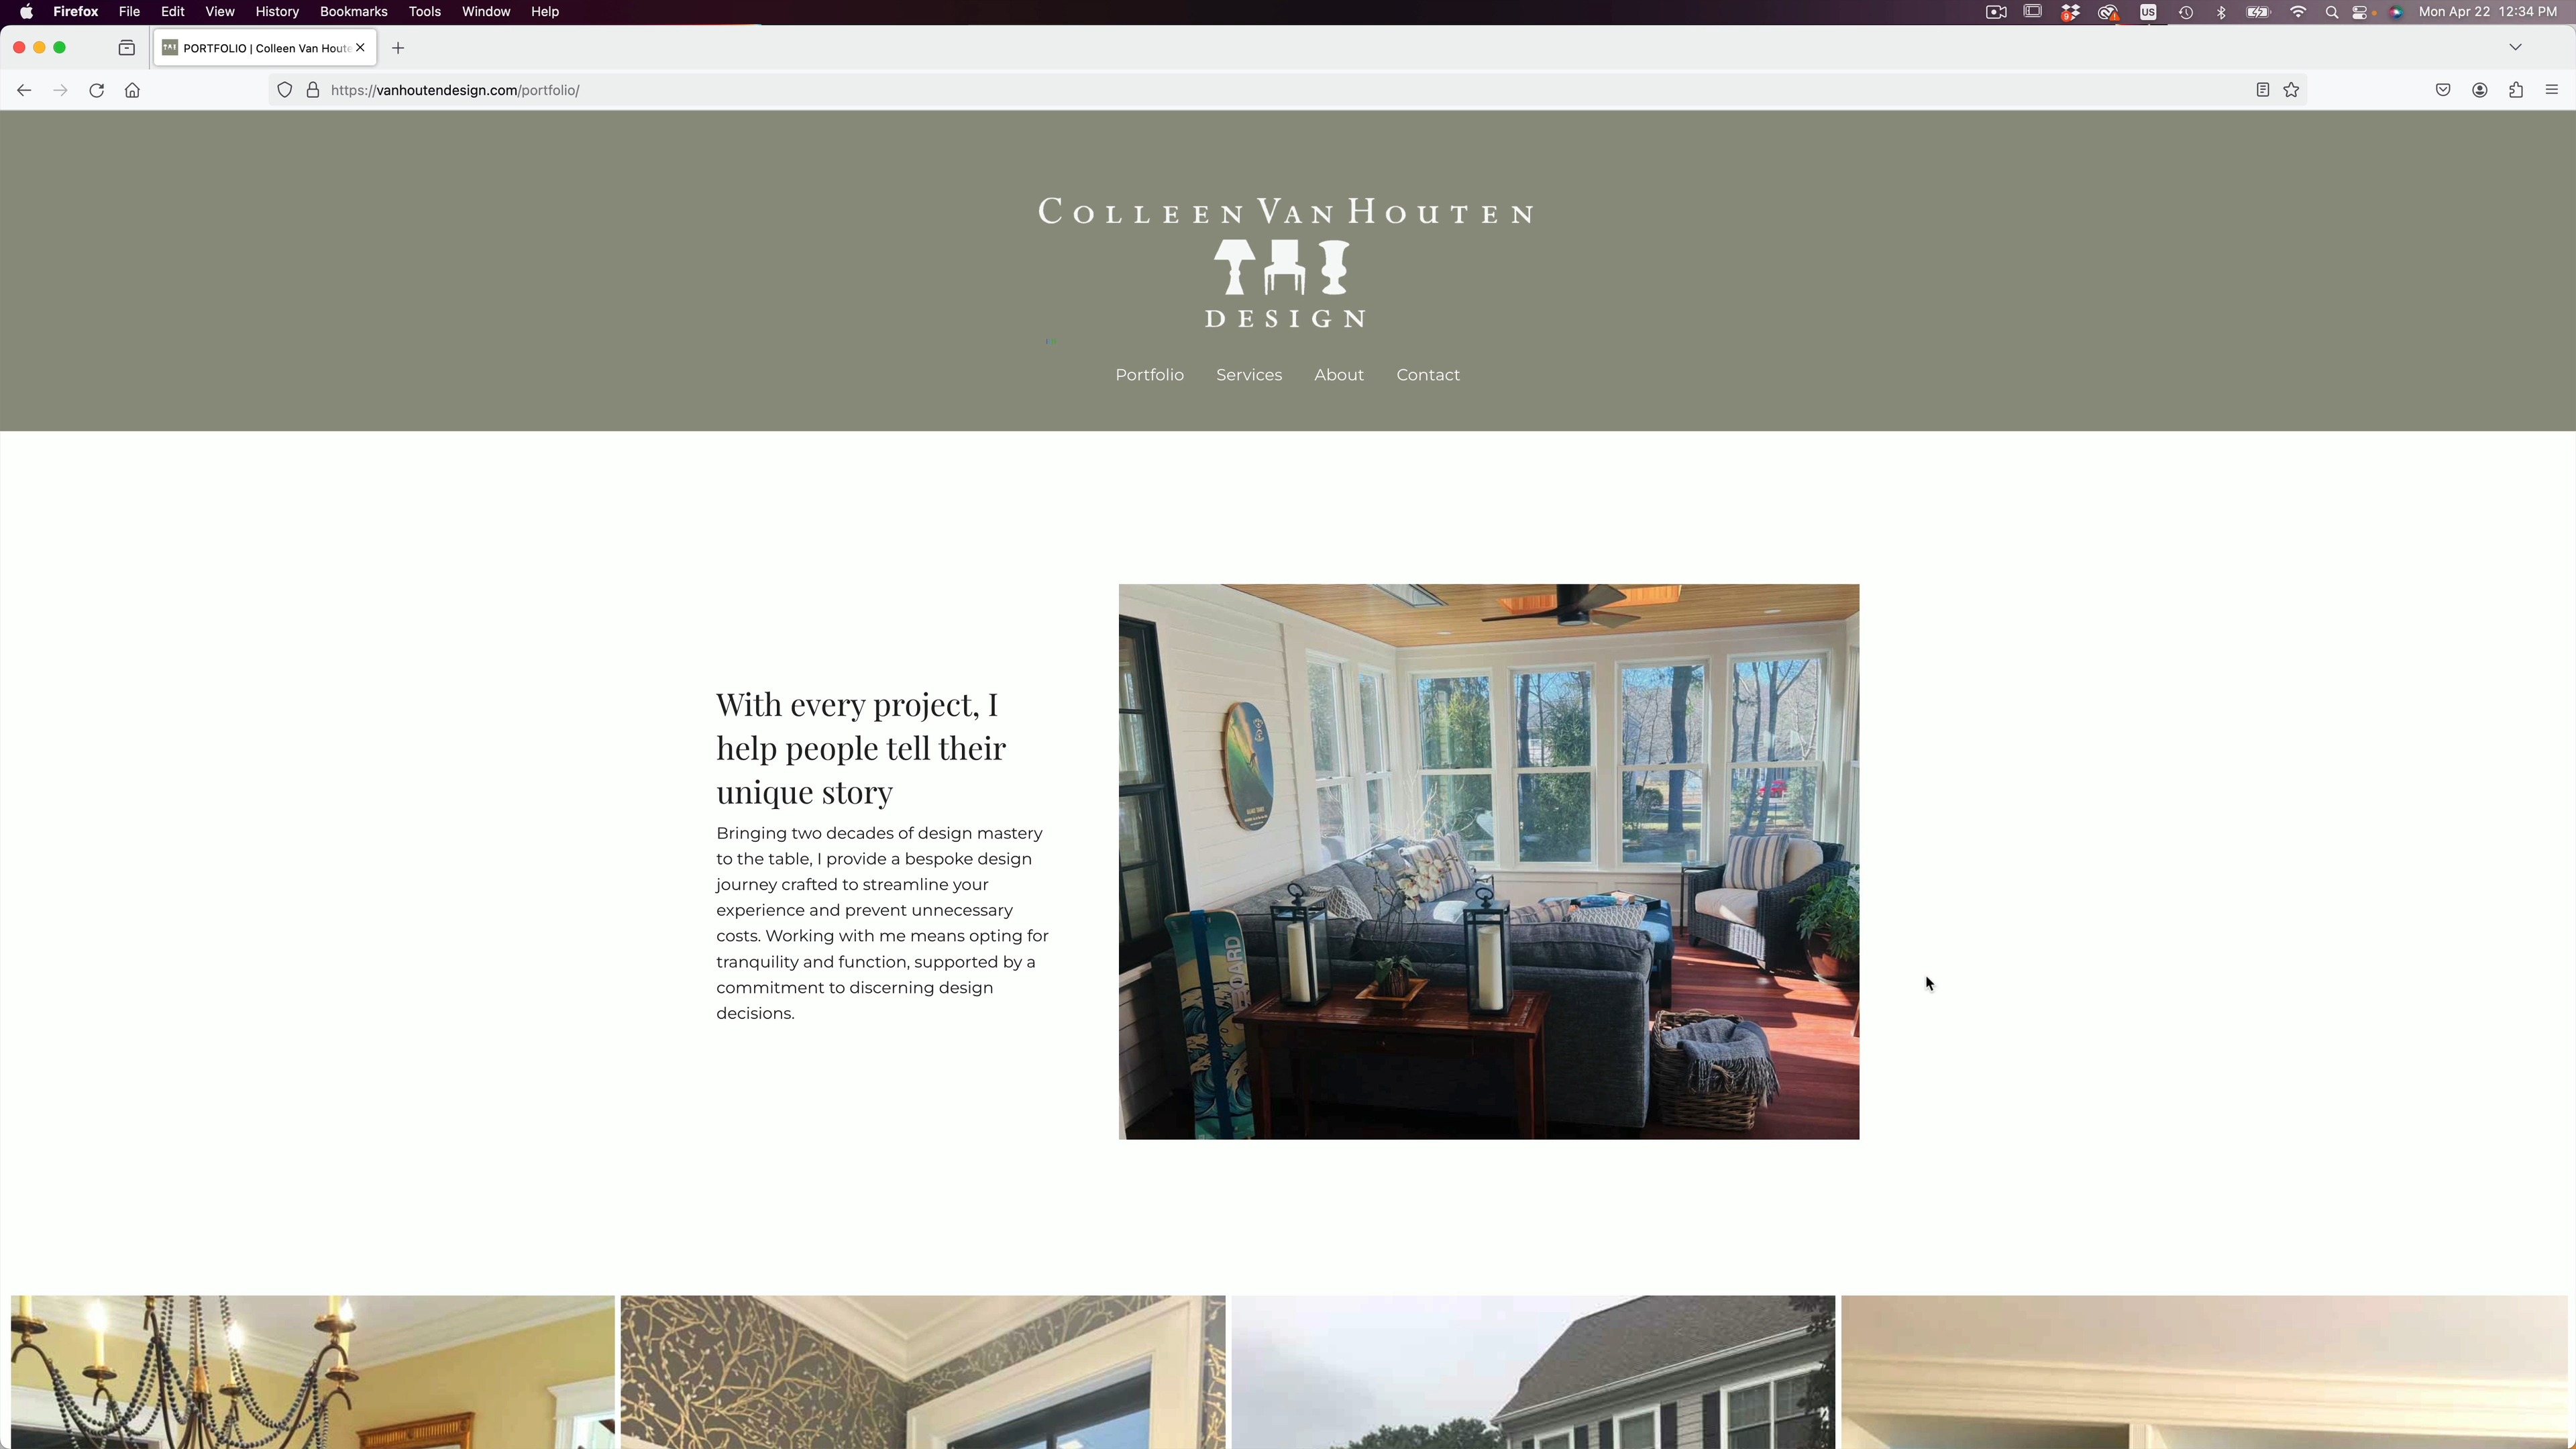 Firefox File Edit View History Bookmarks Tools Window Help US Mon Apr 22 12:34 PM
PORTFOLIO | Colleen Van Houte
https://vanhoutendesign.com/portfolio/
COLLEEN VAN HOUTEN
DESIGN
Portfolio Services About Contact
With every project, I
help people tell their
unique story
Bringing two decades of design mastery
to the table, I provide a bespoke design
journey crafted to streamline your
experience and prevent unnecessary
costs. Working with me means opting for
tranquility and function, supported by a
commitment to discerning design
decisions.
BOARD